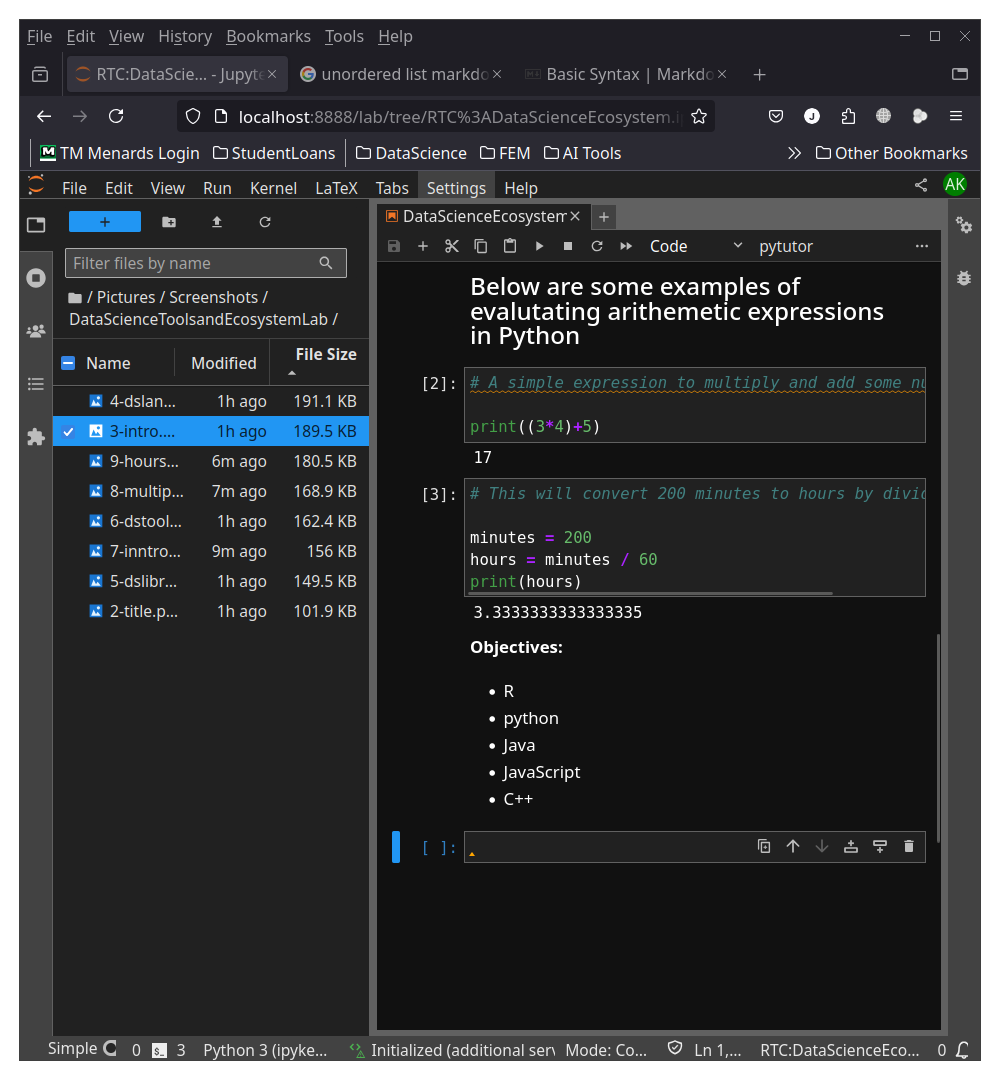 File Edit View History Bookmarks Tools Help
RTC:DataScie... - Jupyte
unordered list markdo
Basic Syntax | Markdo
localhost:8888/lab/tree/RTC%3ADataScienceEcosystem.i
TM Menards Login StudentLoans DataScience FEM AI Tools Other Bookmarks
File Edit View Run Kernel LaTeX Tabs Settings Help AK
DataScienceEcosystem
Code pytutor
Filter files by name
/ Pictures / Screenshots /
DataScienceToolsandEcosystemLab /
Name Modified File Size
4-dslan... 1h ago 191.1 KB
3-intro.... 1h ago 189.5 KB
9-hours... 6m ago 180.5 KB
8-multip... 7m ago 168.9 KB
6-dstool... 1h ago 162.4 KB
7-inntro... 9m ago 156 KB
5-dslibr... 1h ago 149.5 KB
2-title.p... 1h ago 101.9 KB
Below are some examples of
evalutating arithemetic expressions
in Python
[2]: # A simple expression to multiply and add some nu
print((3*4)+5)
17
[3]: # This will convert 200 minutes to hours by divid
minutes = 200
hours = minutes / 60
print(hours)
3.3333333333333335
Objectives:
• R
• python
• Java
• JavaScript
• C++
[ ]:
Simple 0 $_ 3 Python 3 (ipyke... Initialized (additional serv Mode: Co... Ln 1,... RTC:DataScienceEco... 0